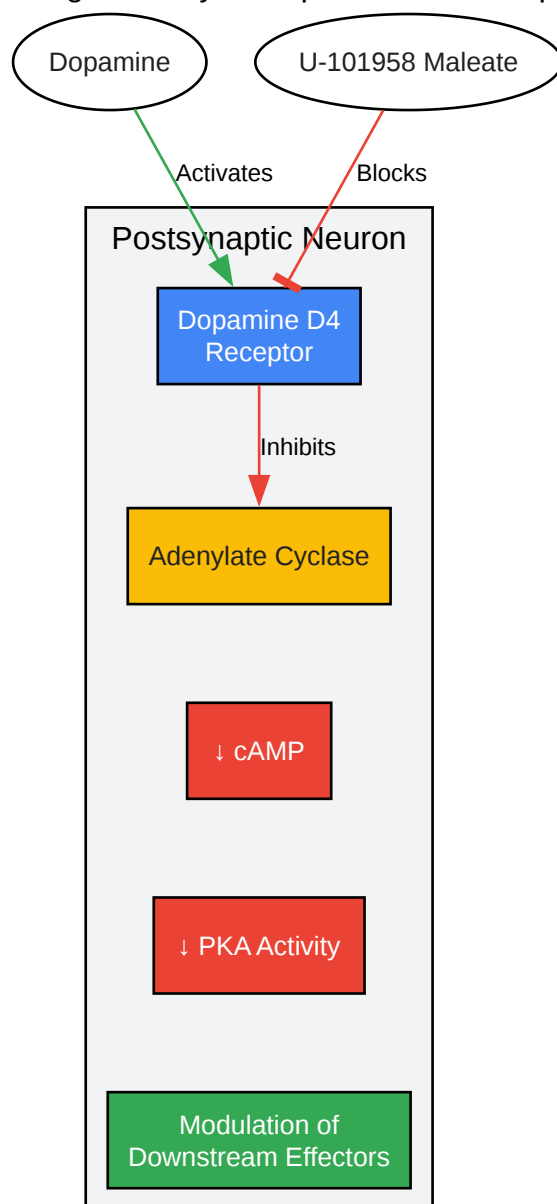 Dopamine
U-101958 Maleate
Activates
Blocks
Postsynaptic Neuron
Dopamine D4
Receptor
Inhibits
Adenylate Cyclase
↓ cAMP
↓ PKA Activity
Modulation of
Downstream Effectors